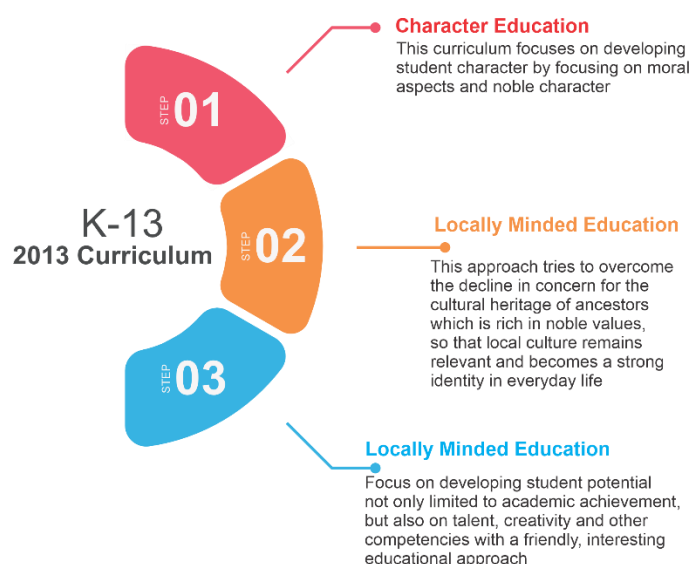 K-13
2013 Curriculum
STEP 01
Character Education
This curriculum focuses on developing
student character by focusing on moral
aspects and noble character
STEP 02
Locally Minded Education
This approach tries to overcome
the decline in concern for the
cultural heritage of ancestors
which is rich in noble values,
so that local culture remains
relevant and becomes a strong
identity in everyday life
STEP 03
Locally Minded Education
Focus on developing student potential
not only limited to academic achievement,
but also on talent, creativity and other
competencies with a friendly, interesting
educational approach